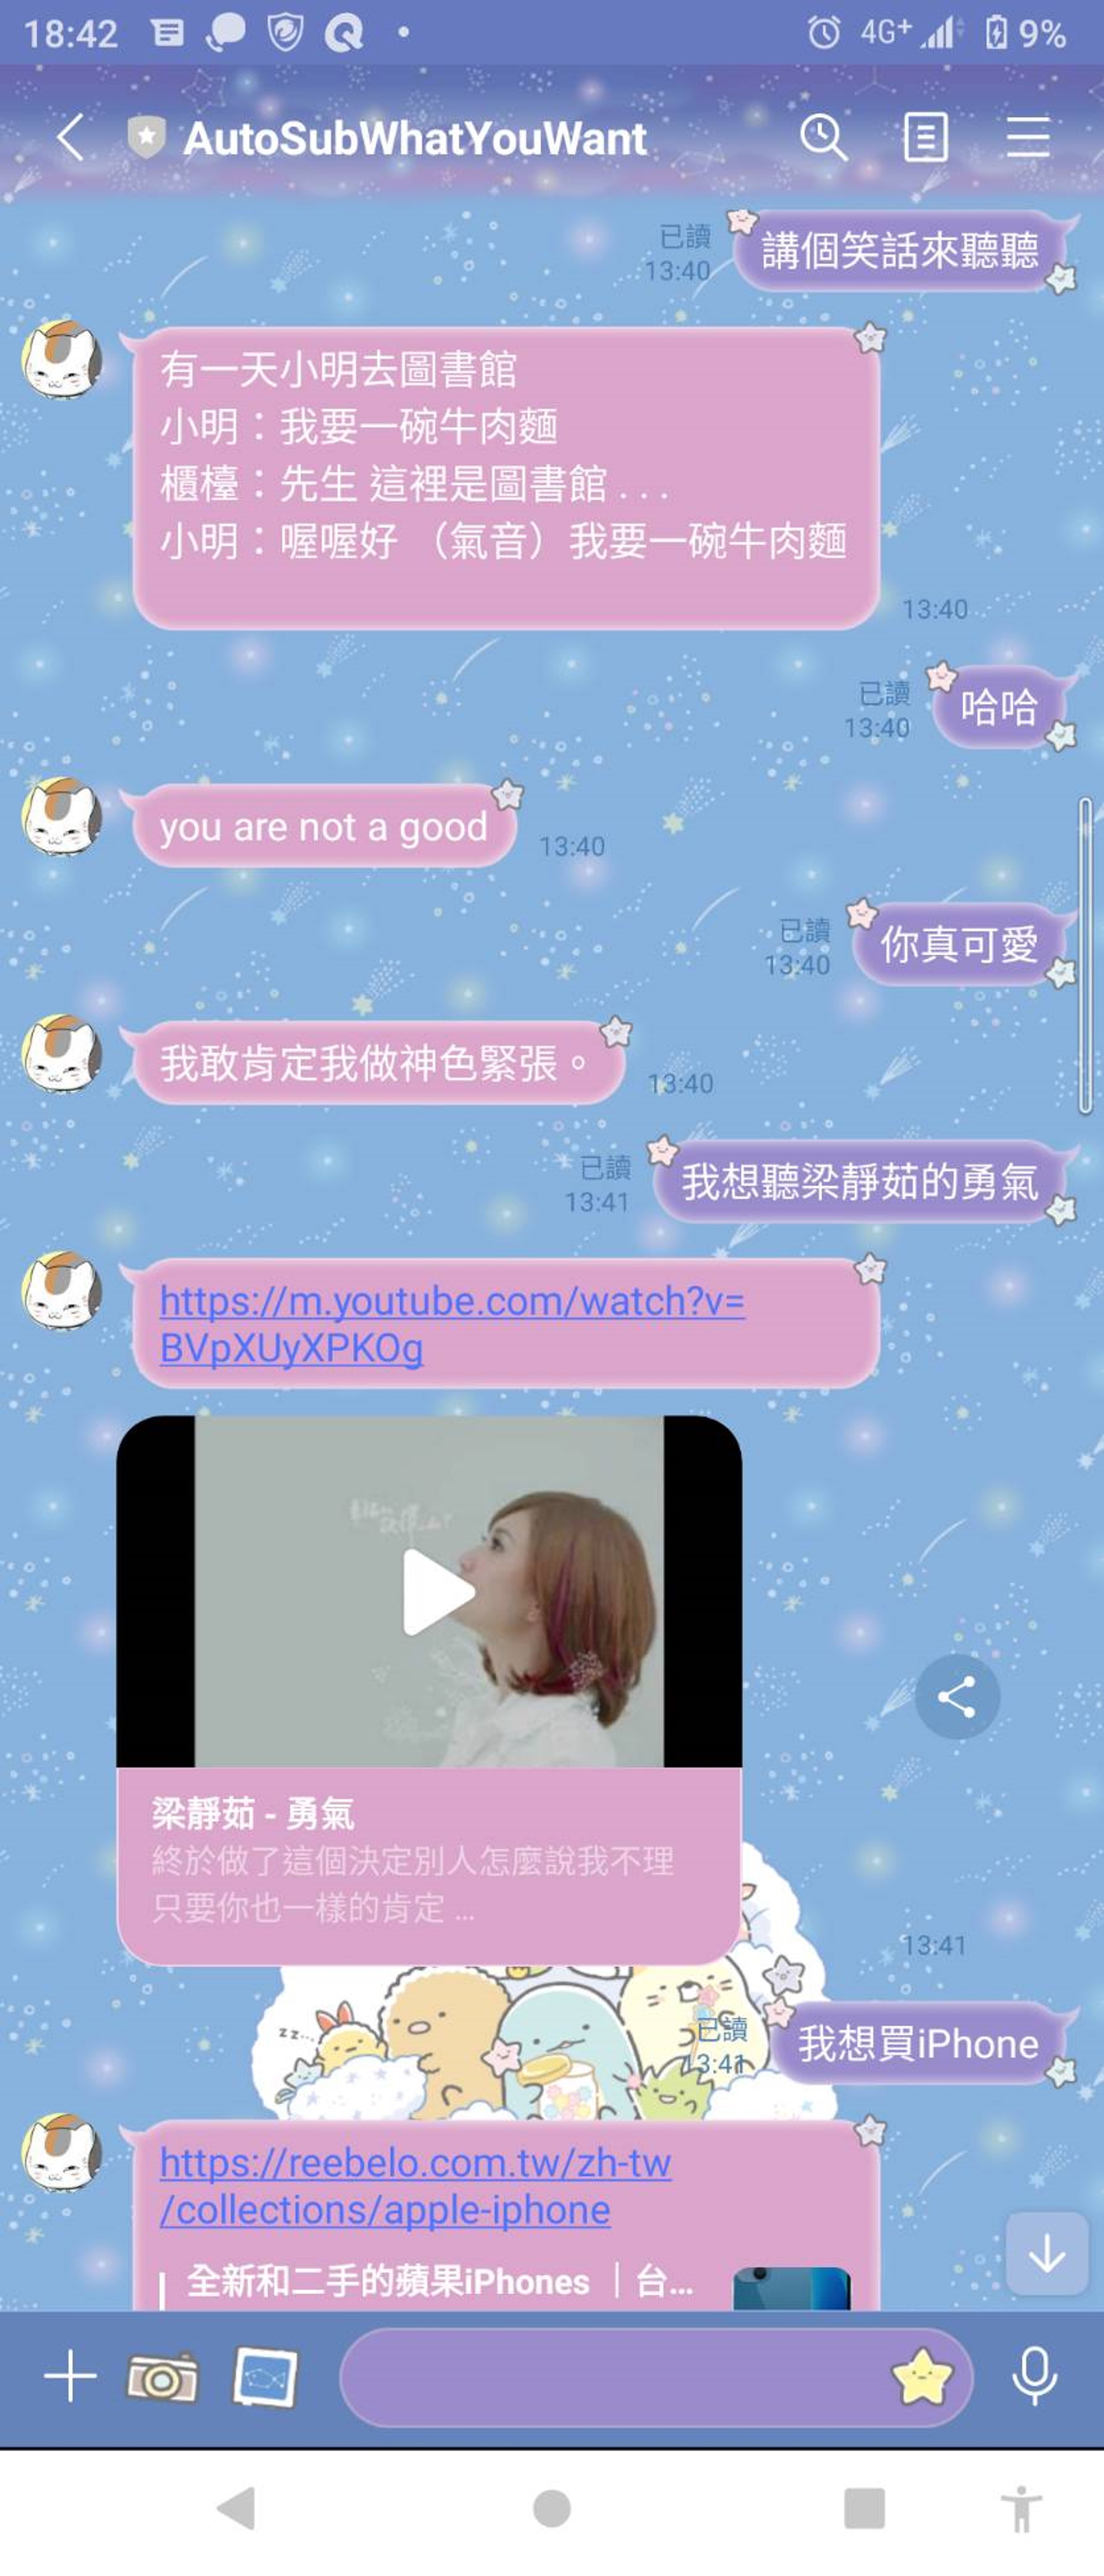 18:42
4G+
9%
AutoSubWhatYouWant
已讀
13:40
講個笑話來聽聽
有一天小明去圖書館
小明：我要一碗牛肉麵
櫃檯：先生 這裡是圖書館...
小明：喔喔好 （氣音）我要一碗牛肉麵
13:40
已讀
13:40
哈哈
you are not a good
13:40
已讀
13:40
你真可愛
我敢肯定我做神色緊張。
13:40
已讀
13:41
我想聽梁靜茹的勇氣
https://m.youtube.com/watch?v=
BVpXUyXPKOg
梁靜茹 - 勇氣
終於做了這個決定別人怎麼說我不理
只要你也一樣的肯定 ...
13:41
zz...
已讀
13:41
我想買iPhone
https://reebelo.com.tw/zh-tw
/collections/apple-iphone
全新和二手的蘋果iPhones ｜台...